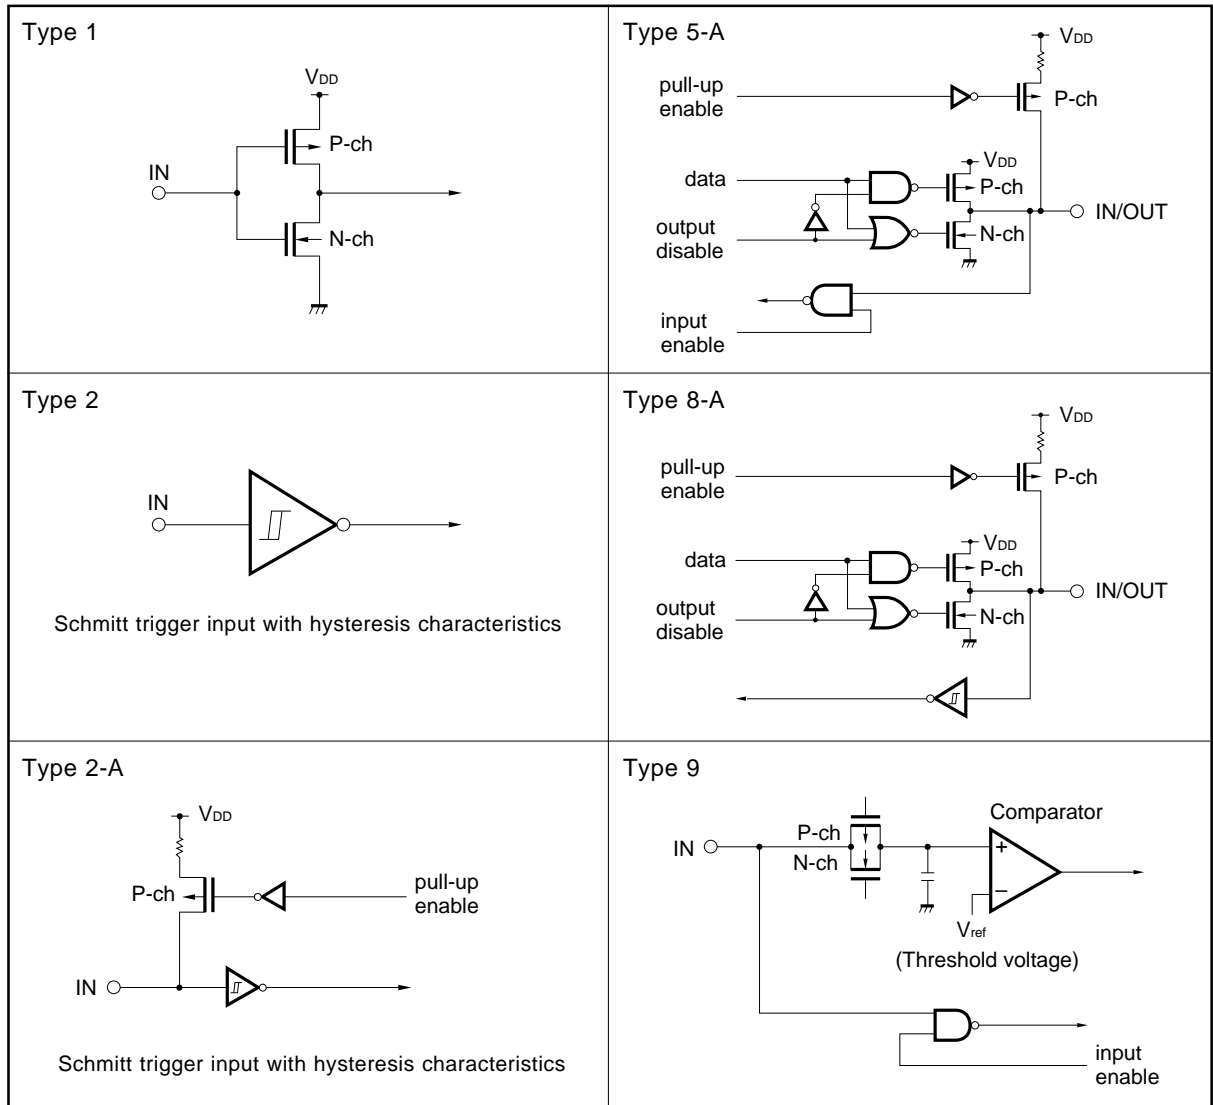 Type 1
VDD
P-ch
IN
N-ch
Type 5-A
VDD
pull-up
enable
P-ch
VDD
data
P-ch
IN/OUT
output
disable
N-ch
input
enable
Type 2
IN
Schmitt trigger input with hysteresis characteristics
Type 8-A
VDD
pull-up
enable
P-ch
VDD
data
P-ch
IN/OUT
output
disable
N-ch
Type 2-A
VDD
P-ch
pull-up
enable
IN
Schmitt trigger input with hysteresis characteristics
Type 9
Comparator
P-ch
IN
N-ch
+
−
Vref
(Threshold voltage)
input
enable